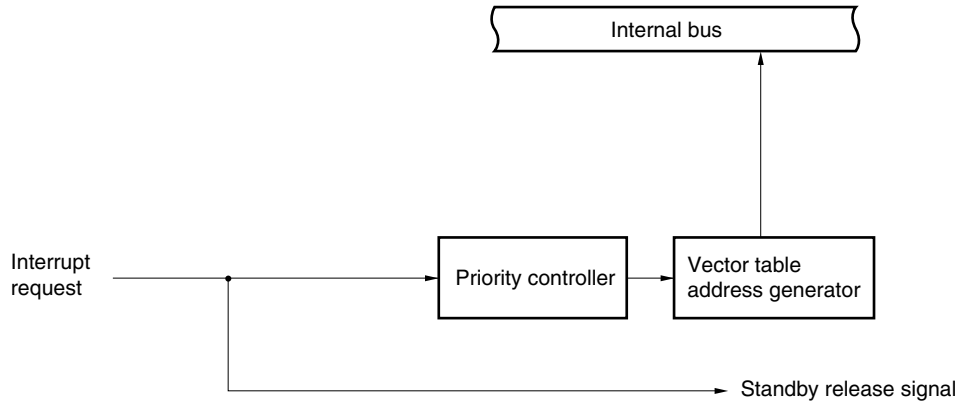 Internal bus
Interrupt
request
Priority controller
Vector table
address generator
Standby release signal